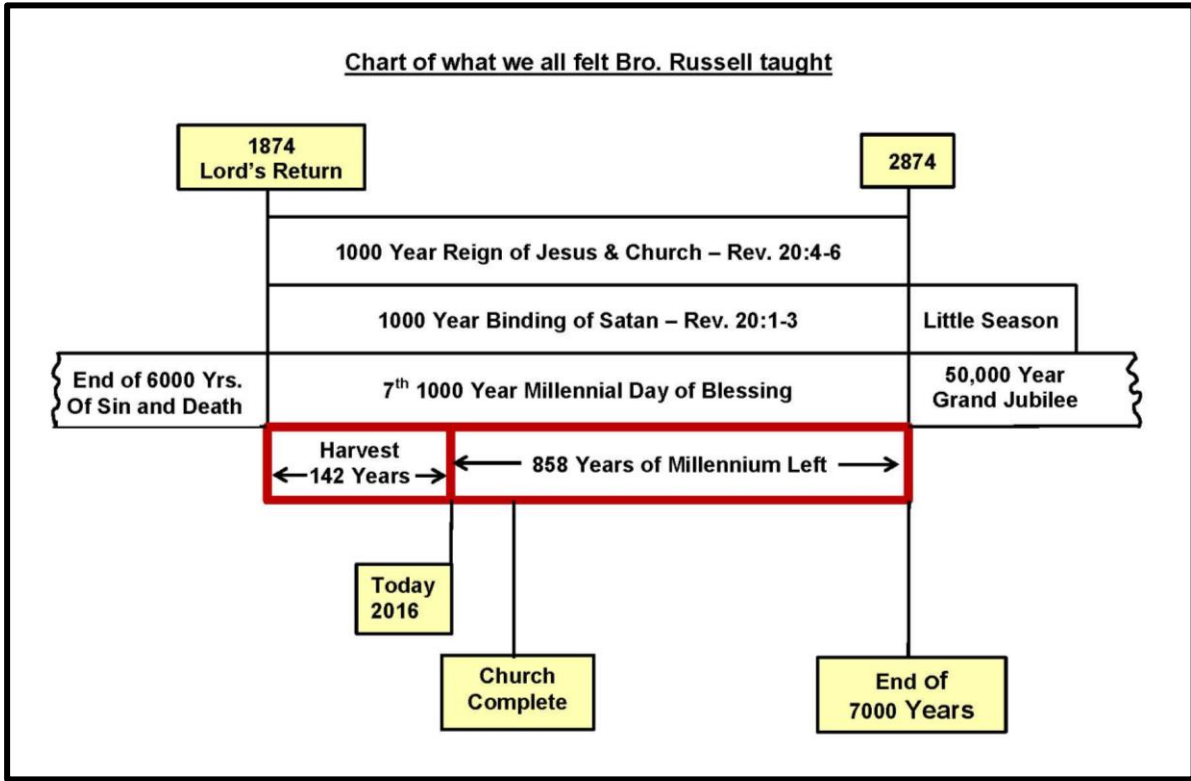 Chart of what we all felt Bro. Russell taught
1874
Lord's Return
2874
1000 Year Reign of Jesus & Church – Rev. 20:4-6
1000 Year Binding of Satan – Rev. 20:1-3
Little Season
End of 6000 Yrs.
Of Sin and Death
7th 1000 Year Millennial Day of Blessing
50,000 Year
Grand Jubilee
Harvest
142 Years
858 Years of Millennium Left
Today
2016
Church
Complete
End of
7000 Years